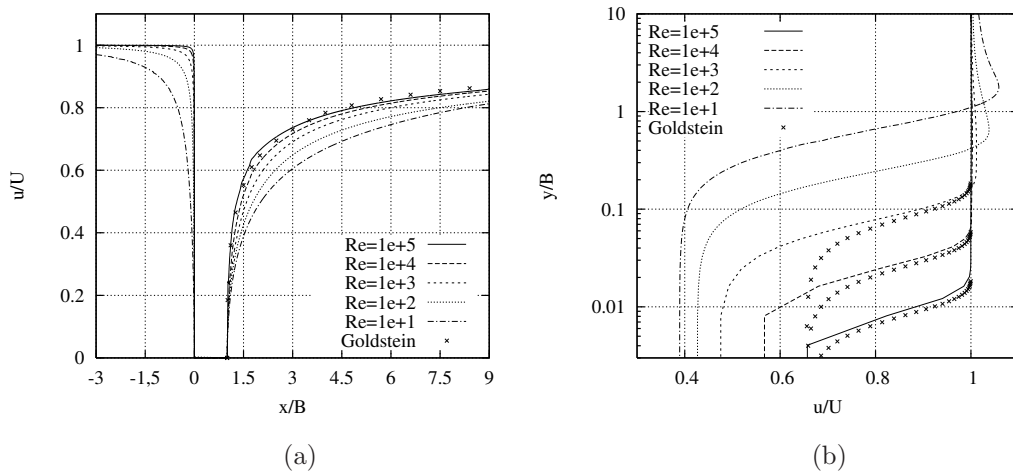 1
0.8
0.6
0.4
0.2
0
u/U
-3
-1.5
0
1.5
3
4.5
6
7.5
9
x/B
Re=1e+5
Re=1e+4
Re=1e+3
Re=1e+2
Re=1e+1
Goldstein
(a)
10
1
0.1
0.01
y/B
0.4
0.6
0.8
1
u/U
Re=1e+5
Re=1e+4
Re=1e+3
Re=1e+2
Re=1e+1
Goldstein
(b)